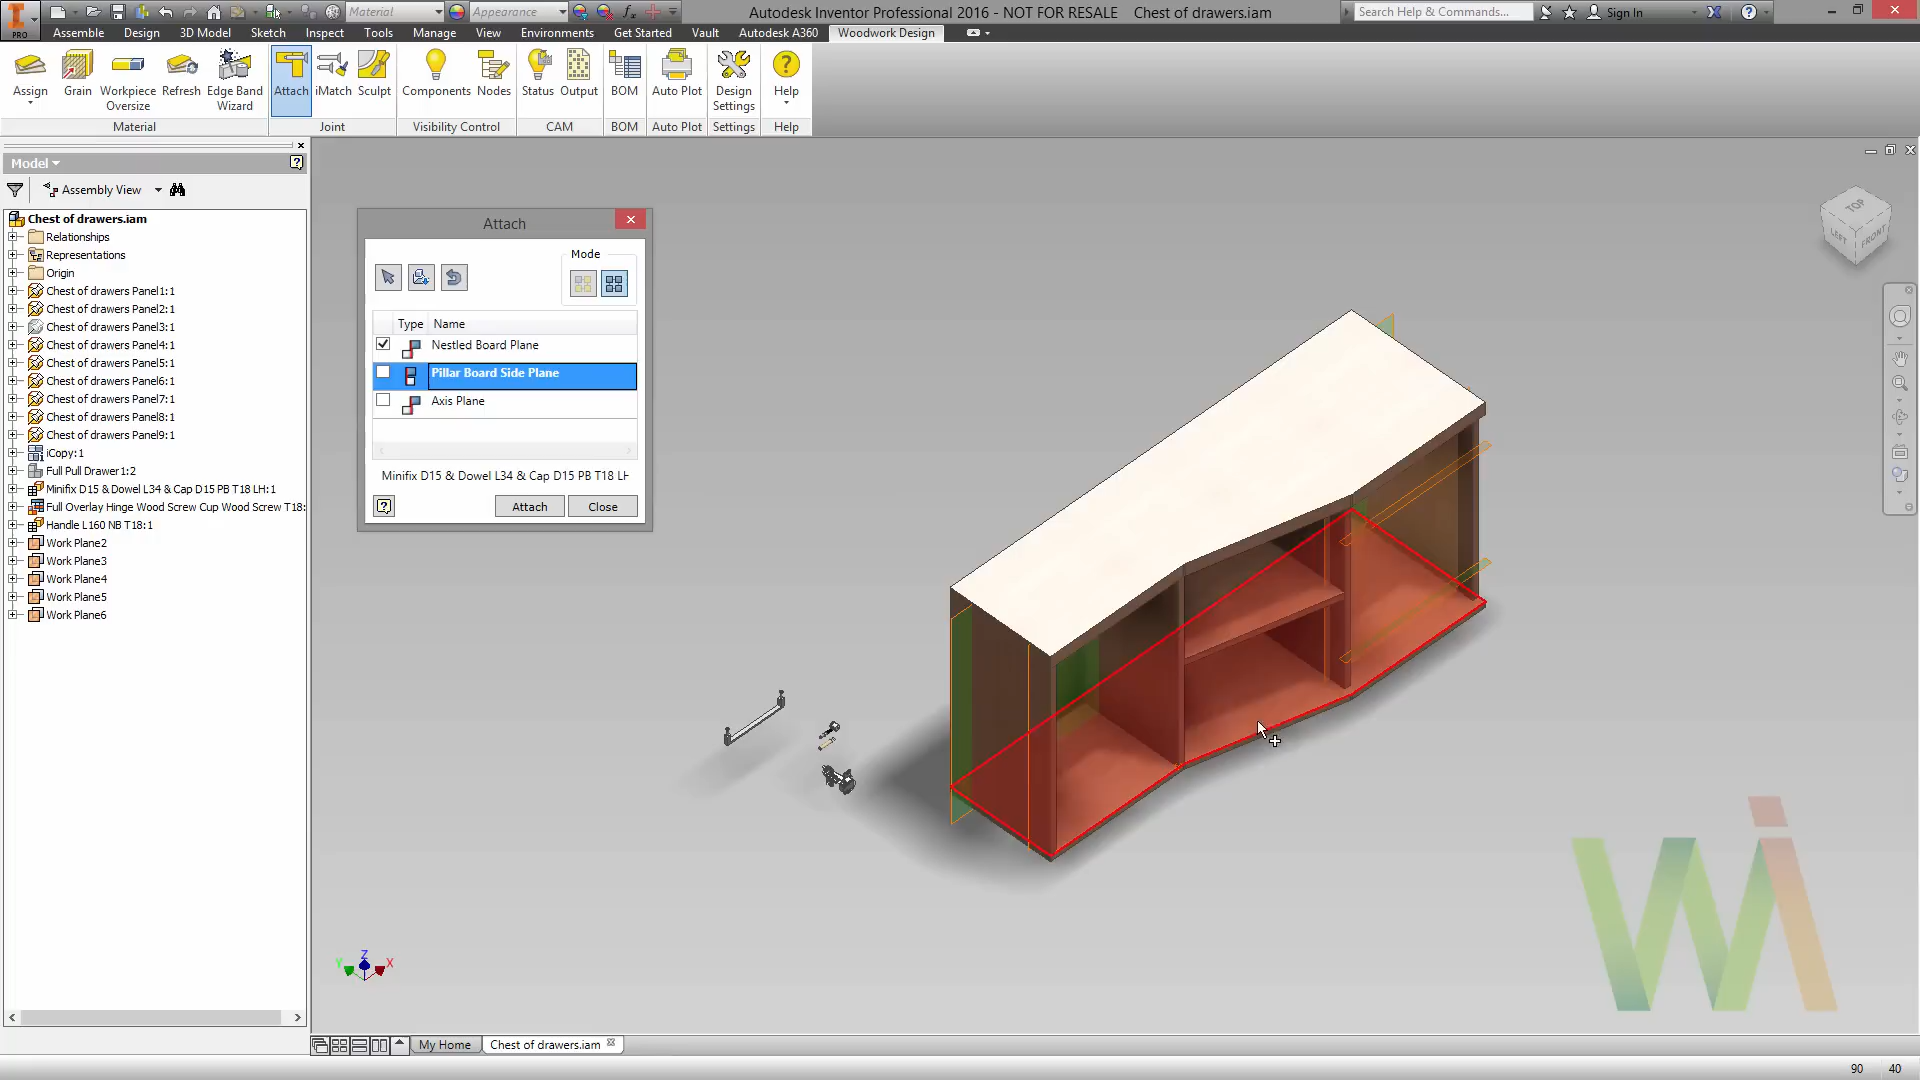 Material
Appearance
Autodesk Inventor Professional 2016 - NOT FOR RESALE Chest of drawers.iam
Search Help & Commands...
Sign In
PRO
Assemble Design 3D Model Sketch Inspect Tools Manage View Environments Get Started Vault Autodesk A360 Woodwork Design
Assign Grain Workpiece Oversize Refresh Edge Band Wizard Attach iMatch Sculpt Components Nodes Status Output BOM Auto Plot Design Settings Help
Material Joint Visibility Control CAM BOM Auto Plot Settings Help
Model
Assembly View
Chest of drawers.iam
Relationships
Representations
Origin
Chest of drawers Panel1:1
Chest of drawers Panel2:1
Chest of drawers Panel3:1
Chest of drawers Panel4:1
Chest of drawers Panel5:1
Chest of drawers Panel6:1
Chest of drawers Panel7:1
Chest of drawers Panel8:1
Chest of drawers Panel9:1
iCopy:1
Full Pull Drawer1:2
Minifix D15 & Dowel L34 & Cap D15 PB T18 LH:1
Full Overlay Hinge Wood Screw Cup Wood Screw T18:
Handle L160 NB T18:1
Work Plane2
Work Plane3
Work Plane4
Work Plane5
Work Plane6
Attach
Mode
Type Name
Nestled Board Plane
Pillar Board Side Plane
Axis Plane
Minifix D15 & Dowel L34 & Cap D15 PB T18 LH
Attach Close
TOP
LEFT FRONT
Z
Y X
My Home Chest of drawers.iam
90 40